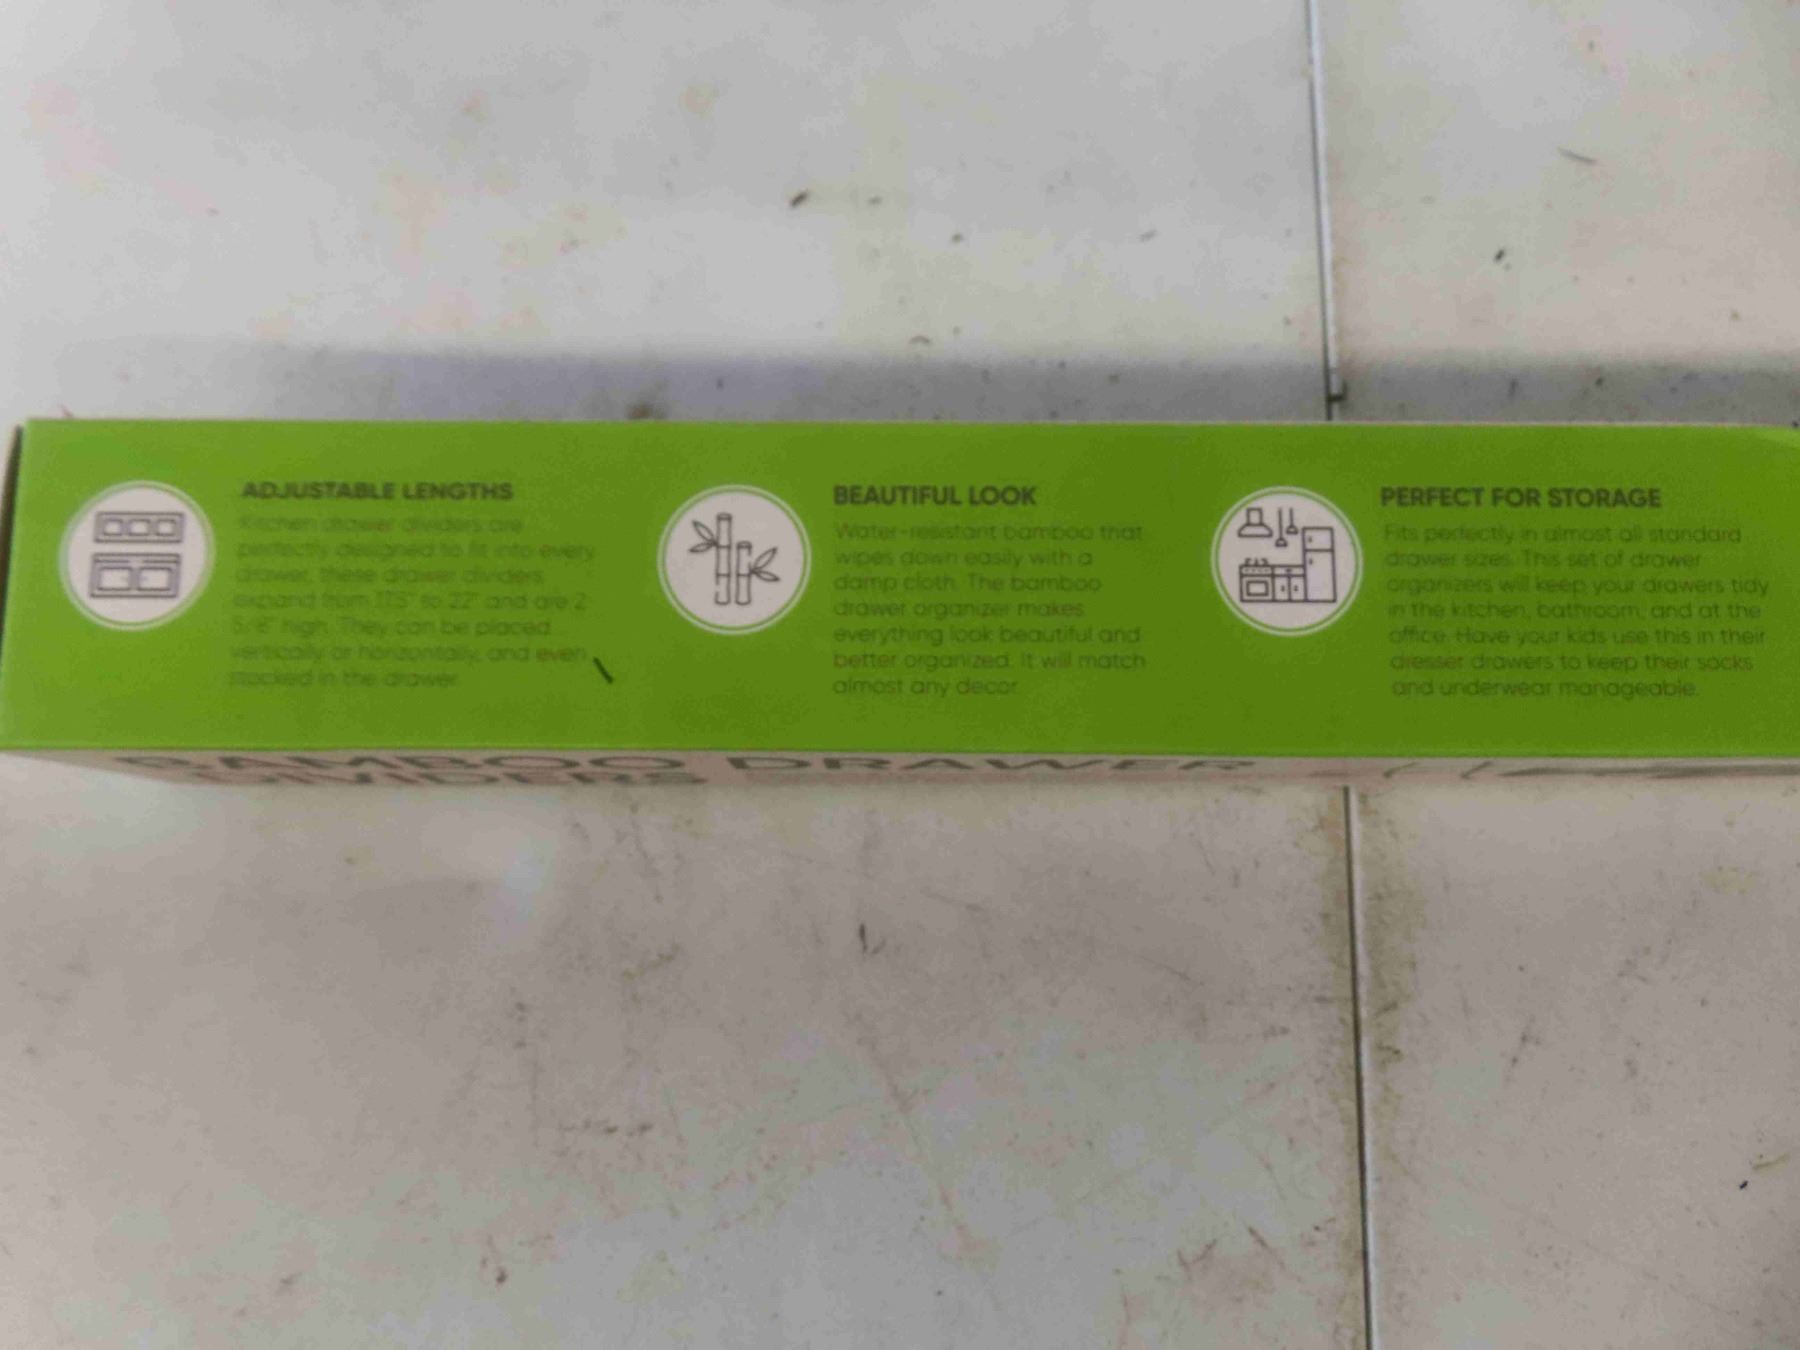 ADJUSTABLE LENGTHS
Kitchen drawer dividers are
perfectly designed to fit into every
drawer, these drawer dividers
expand from 17.5" to 22" and are 2-
5/8" high. They can be placed
vertically or horizontally, and even
stacked in the drawer.
BEAUTIFUL LOOK
Water-resistant bamboo that
wipes down easily with a
damp cloth. The bamboo
drawer organizer makes
everything look beautiful and
better organized. It will match
almost any decor.
PERFECT FOR STORAGE
Fits perfectly in almost all standard
drawer sizes. This set of drawer
organizers will keep your drawers tidy
in the kitchen, bathroom, and at the
office. Have your kids use this in their
dresser drawers to keep their socks
and underwear manageable.
BAMBOO DRAWER
DIVIDERS